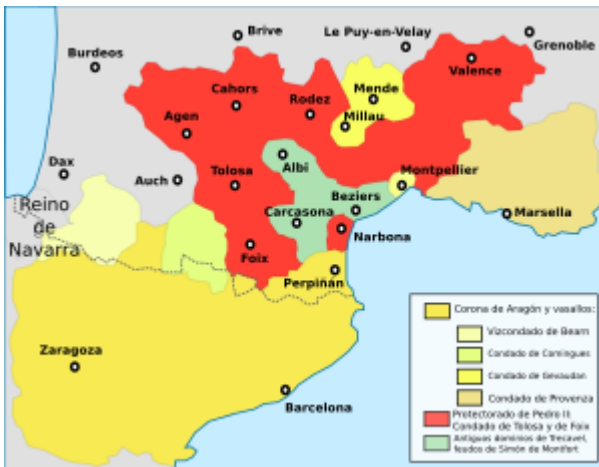 Brive
Le Puy-en-Velay
Grenoble
Burdeos
Valence
Cahors
Mende
Rodez
Agen
Millau
Dax
Albi
Auch
Tolosa
Montpellier
Beziers
Reino
de
Navarra
Carcasona
Marsella
Narbona
Foix
Perpiñan
Zaragoza
Barcelona
Corona de Aragón y vasallos:
Vizcondado de Bearn
Condado de Comingues
Condado de Gevaudan
Condado de Provenza
Protectorado de Pedro II:
Condado de Tolosa y de Foix
Antiguos dominios de Trecavel,
feudos de Simón de Montfort